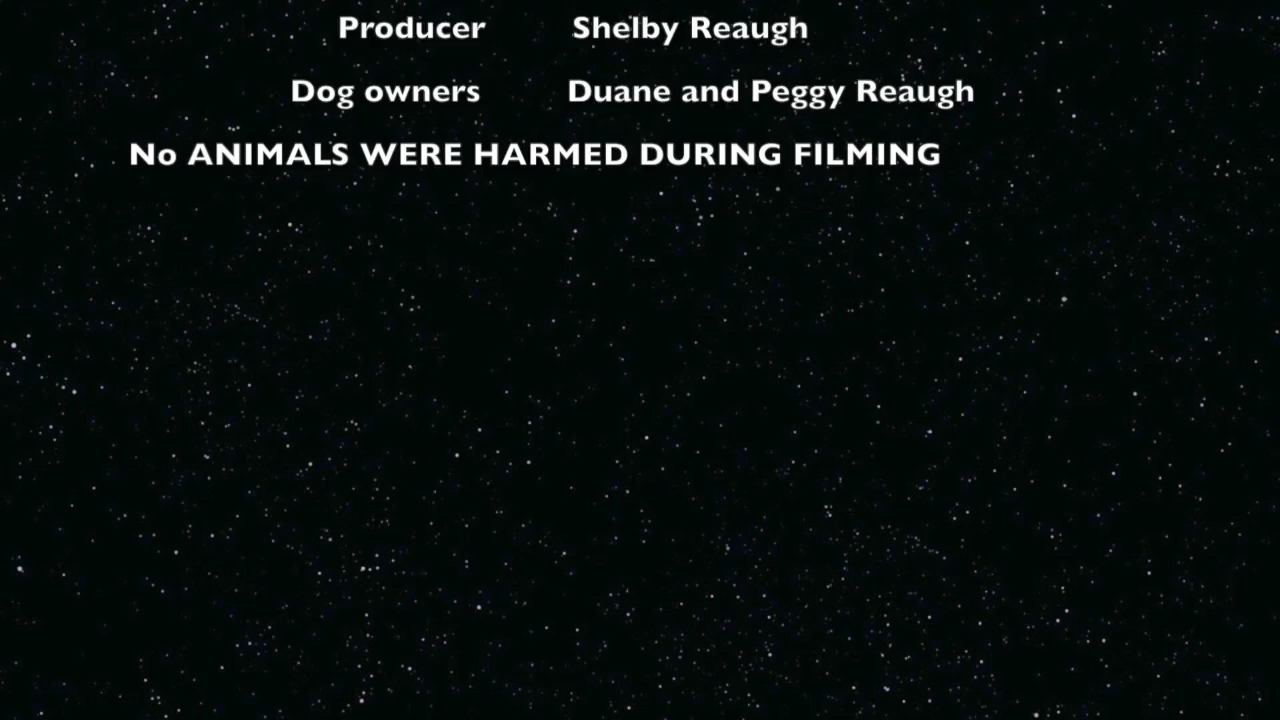 Producer Shelby Reaugh
Dog owners Duane and Peggy Reaugh
No ANIMALS WERE HARMED DURING FILMING